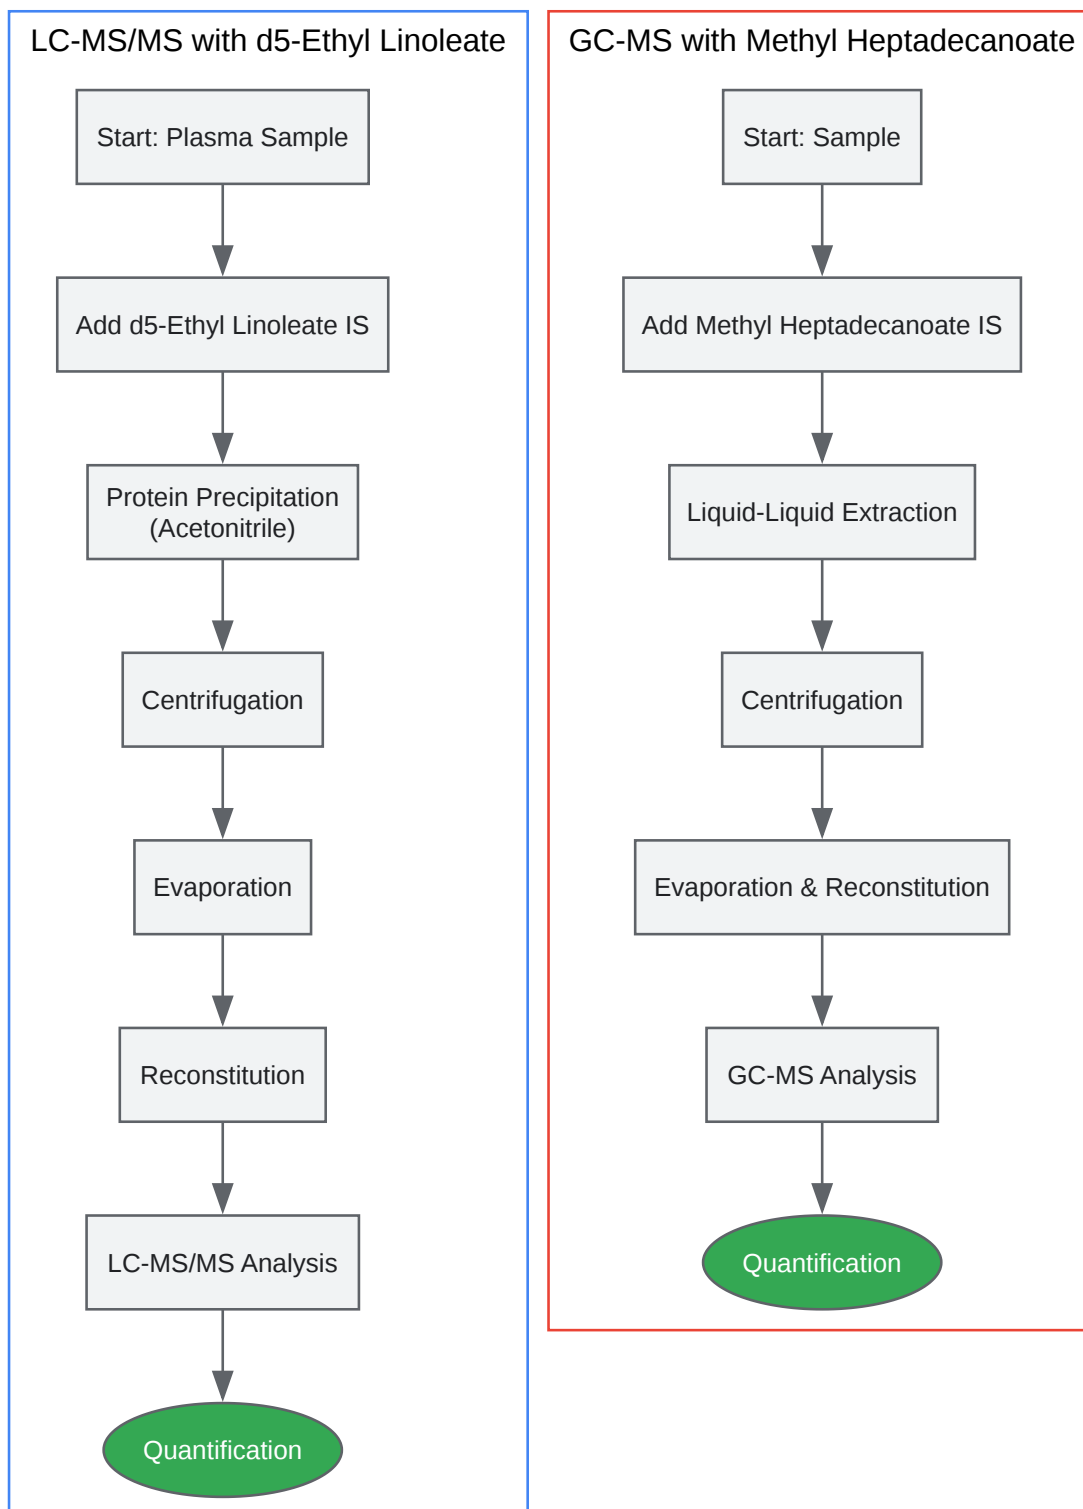 LC-MS/MS with d5-Ethyl Linoleate
Start: Plasma Sample
Add d5-Ethyl Linoleate IS
Protein Precipitation
(Acetonitrile)
Centrifugation
Evaporation
Reconstitution
LC-MS/MS Analysis
Quantification
GC-MS with Methyl Heptadecanoate
Start: Sample
Add Methyl Heptadecanoate IS
Liquid-Liquid Extraction
Centrifugation
Evaporation & Reconstitution
GC-MS Analysis
Quantification